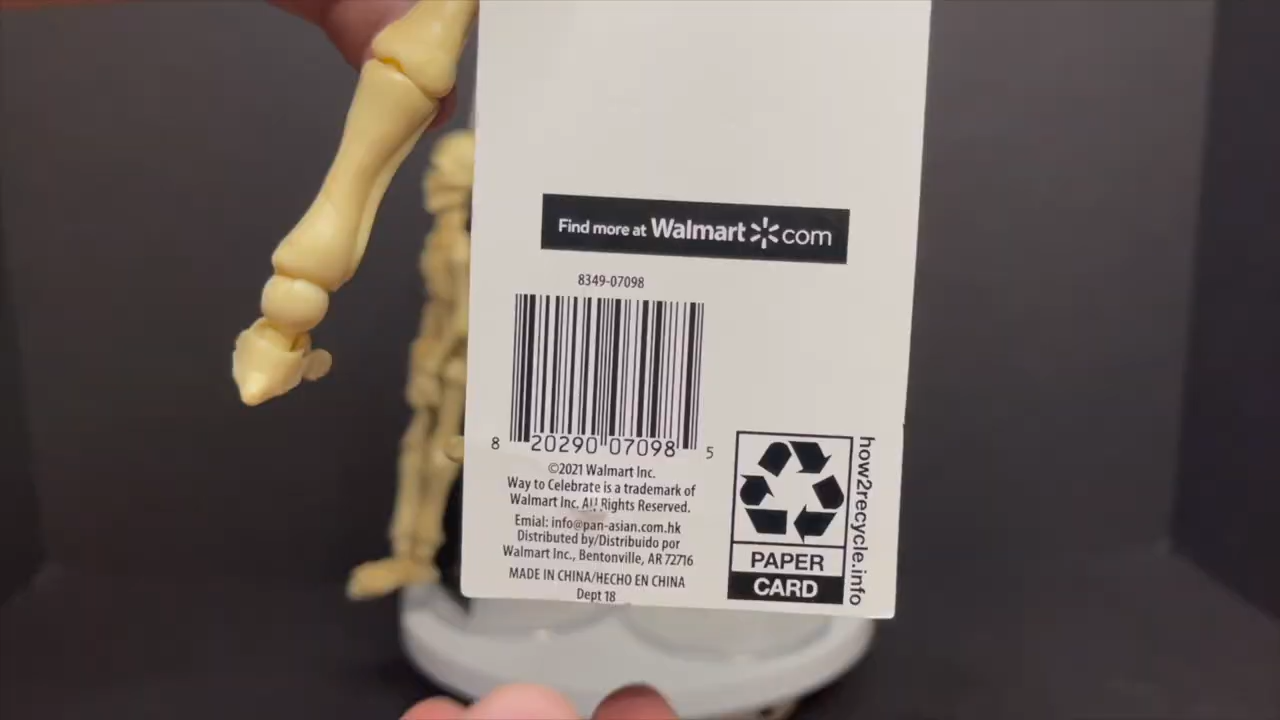 Find more at Walmart com
8349-07098
8 20290 07098 5
©2021 Walmart Inc.
Way to Celebrate is a trademark of
Walmart Inc. All Rights Reserved.
Emial: info@pan-asian.com.hk
Distributed by/Distribuido por
Walmart Inc., Bentonville, AR 72716
MADE IN CHINA/HECHO EN CHINA
Dept 18
PAPER
CARD
how2recycle.info